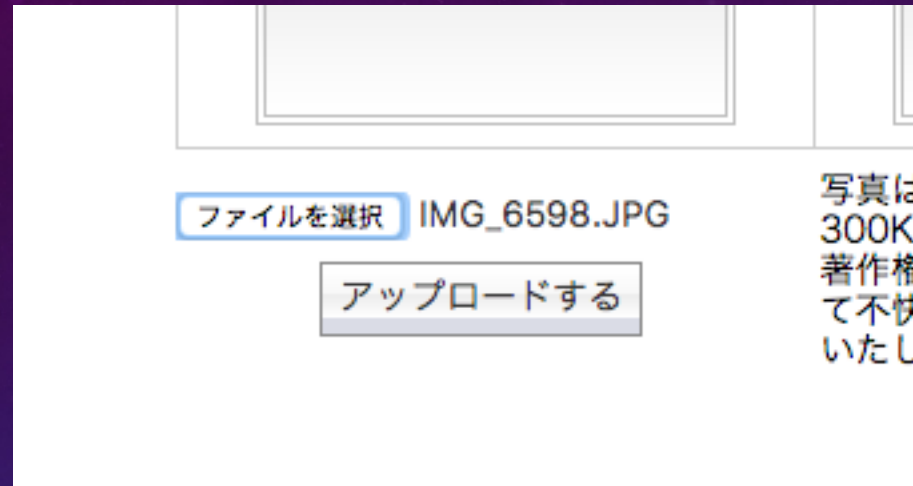 ファイルを選択 IMG_6598.JPG
アップロードする
写真は
300K
著作権
て不快
いたし